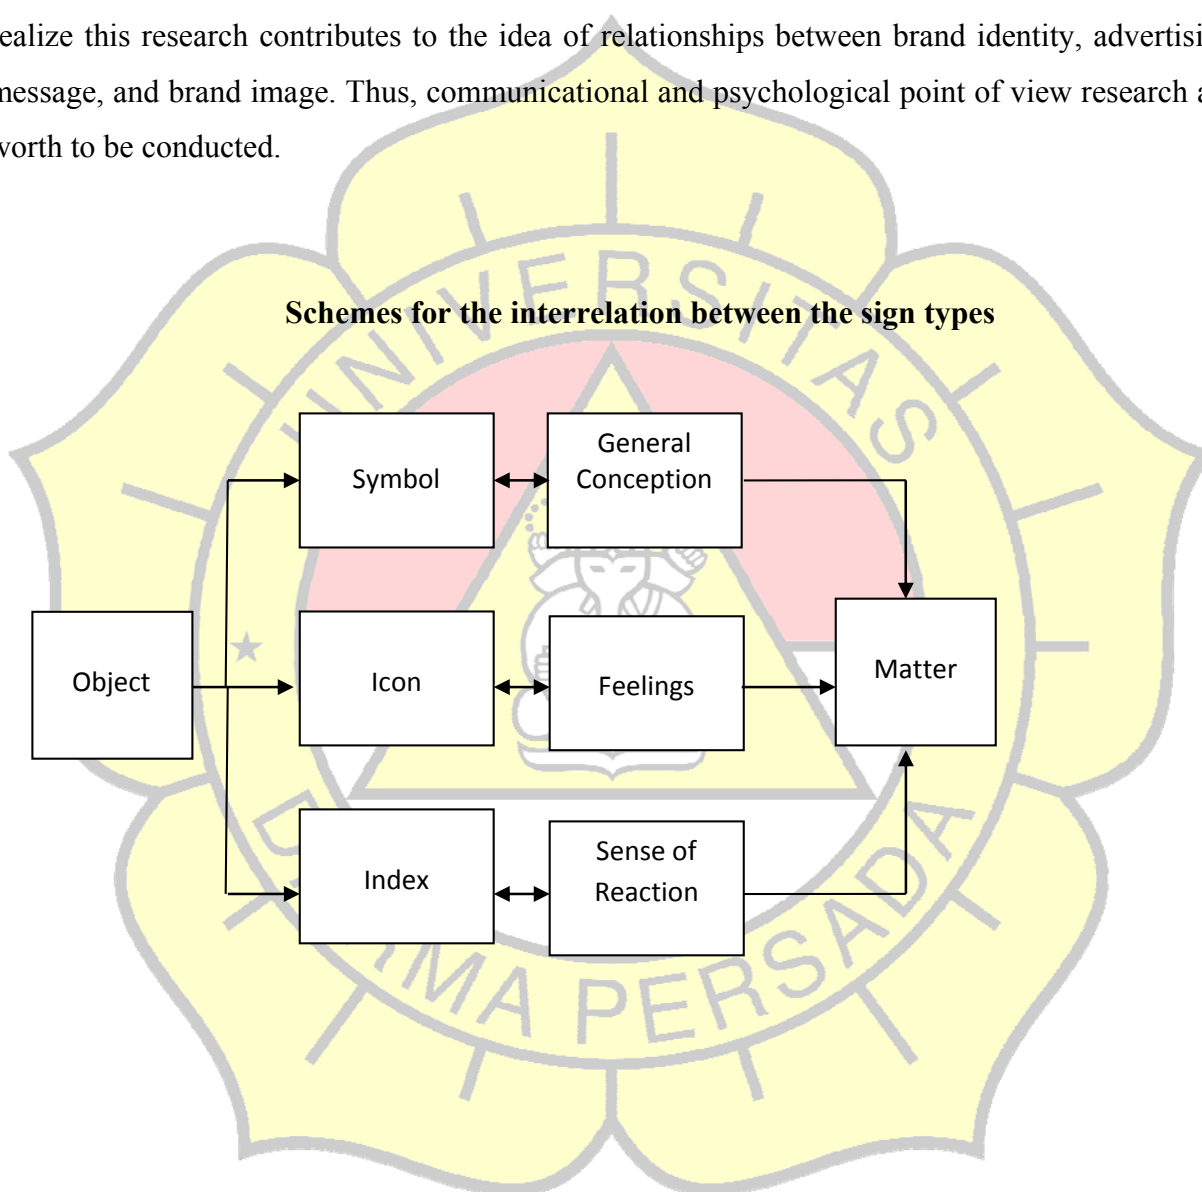 ealize this research contributes to the idea of relationships between brand identity, advertisi
message, and brand image. Thus, communicational and psychological point of view research a
worth to be conducted.
Schemes for the interrelation between the sign types
UNIVERSITAS
Symbol
General
Conception
Object
Icon
Feelings
Matter
Index
Sense of
Reaction
MA PERSADA